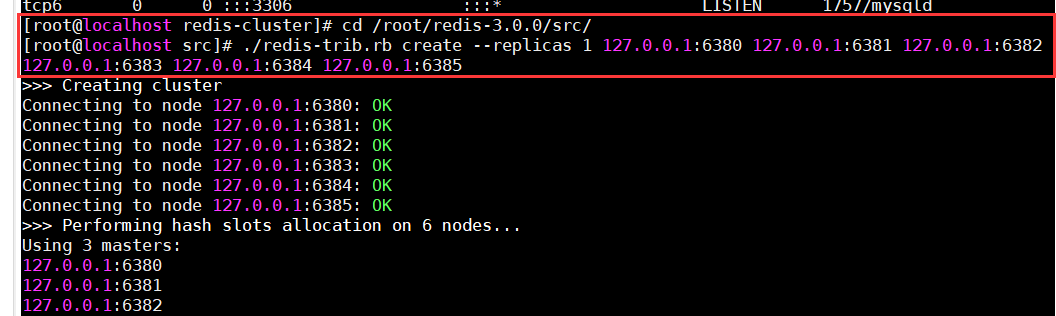 tcp6       0      0 :::3306                 :::*                    LISTEN      1757/mysqld
[root@localhost redis-cluster]# cd /root/redis-3.0.0/src/
[root@localhost src]# ./redis-trib.rb create --replicas 1 127.0.0.1:6380 127.0.0.1:6381 127.0.0.1:6382
127.0.0.1:6383 127.0.0.1:6384 127.0.0.1:6385
>>> Creating cluster
Connecting to node 127.0.0.1:6380: OK
Connecting to node 127.0.0.1:6381: OK
Connecting to node 127.0.0.1:6382: OK
Connecting to node 127.0.0.1:6383: OK
Connecting to node 127.0.0.1:6384: OK
Connecting to node 127.0.0.1:6385: OK
>>> Performing hash slots allocation on 6 nodes...
Using 3 masters:
127.0.0.1:6380
127.0.0.1:6381
127.0.0.1:6382